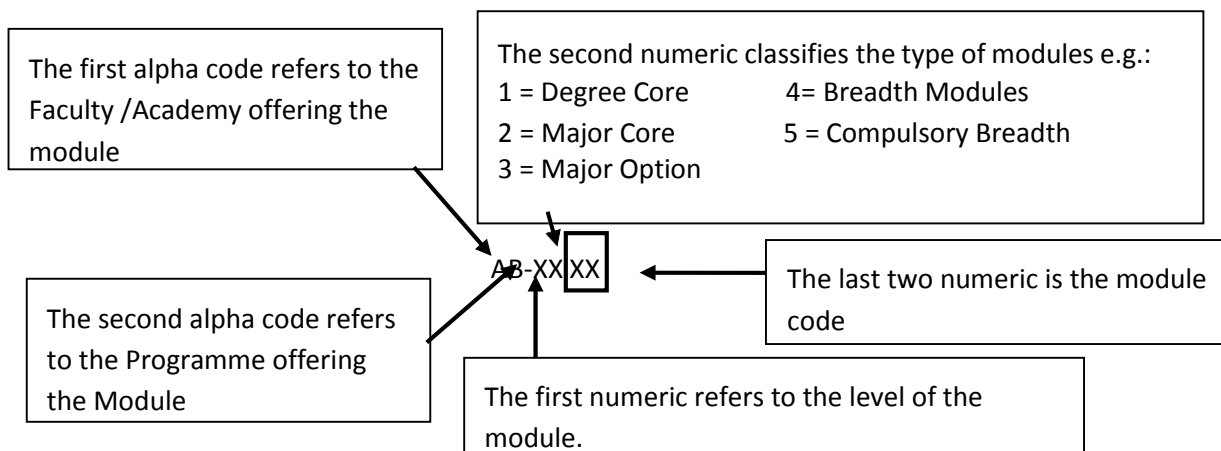 The first alpha code refers to the
Faculty /Academy offering the
module
The second numeric classifies the type of modules e.g.:
1 = Degree Core 4= Breadth Modules
2 = Major Core 5 = Compulsory Breadth
3 = Major Option
AB-XX XX
The last two numeric is the module
code
The second alpha code refers
to the Programme offering
the Module
The first numeric refers to the level of the
module.